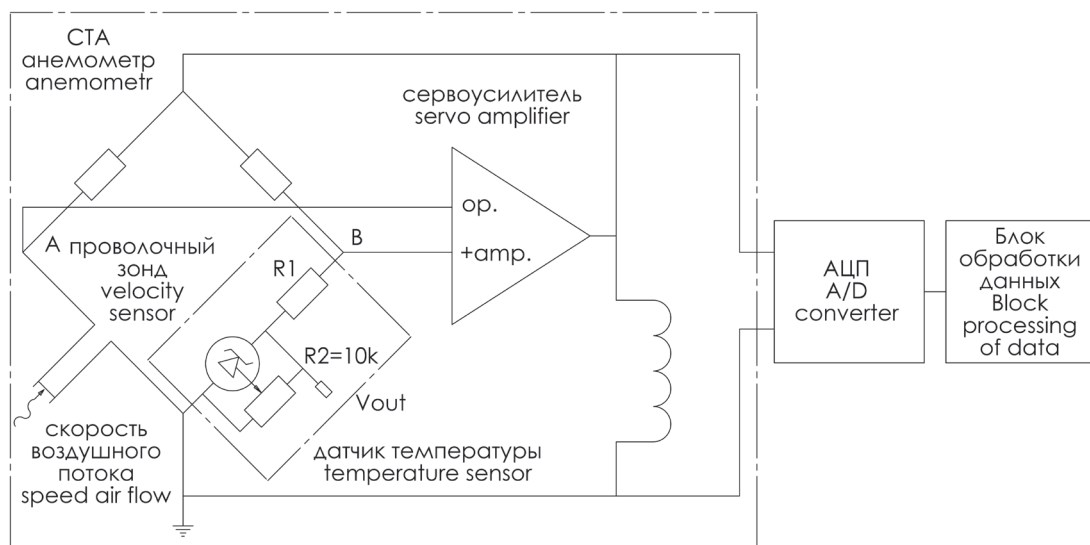 СТА
анемометр
anemometr
сервоусилитель
servo amplifier
op.
+amp.
A
проволочный
зонд
velocity
sensor
B
R1
R2=10k
Vout
датчик температуры
temperature sensor
скорость
воздушного
потока
speed air flow
АЦП
A/D
converter
Блок
обработки
данных
Block
processing
of data